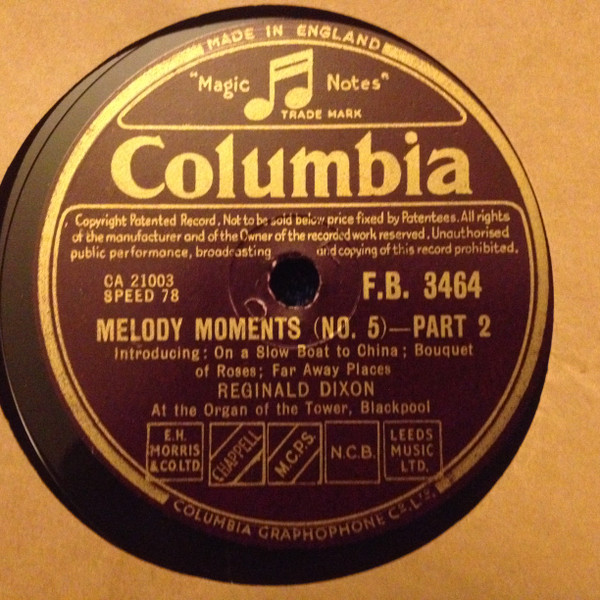 MADE IN ENGLAND
"Magic Notes"
TRADE MARK
Columbia
Copyright Patented Record. Not to be sold below price fixed by Patentees. All rights
of the manufacturer and of the Owner of the recorded work reserved. Unauthorised
public performance, broadcasting and copying of this record prohibited.
CA 21003
SPEED 78
F.B. 3464
MELODY MOMENTS (NO. 5)—PART 2
Introducing: On a Slow Boat to China; Bouquet
of Roses; Far Away Places
REGINALD DIXON
At the Organ of the Tower, Blackpool
E.H.
MORRIS
& CO LTD.
CHAPPELL
M.C.P.S.
N.C.B.
LEEDS
MUSIC
LTD.
COLUMBIA GRAPHOPHONE Co. Ltd.